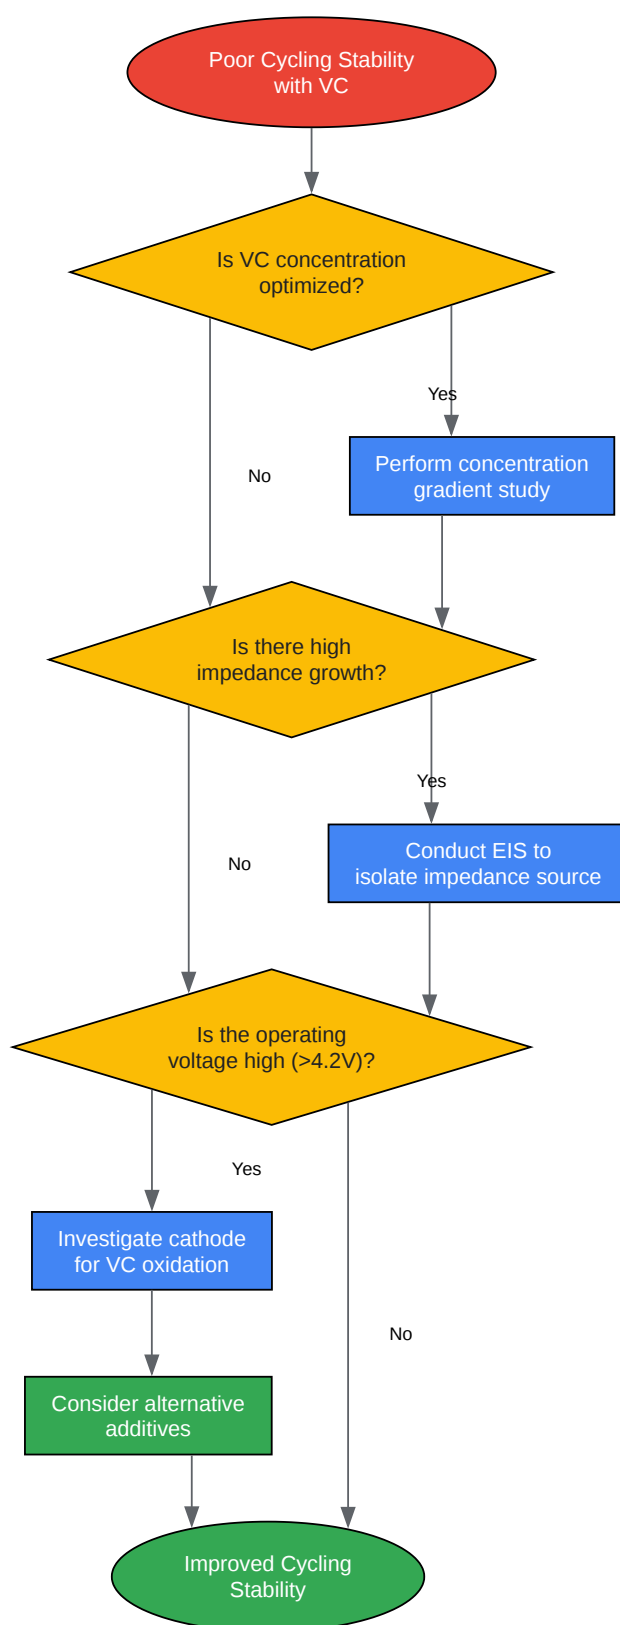 Poor Cycling Stability
with VC
Is VC concentration
optimized?
Yes
Perform concentration
gradient study
No
Is there high
impedance growth?
Yes
Conduct EIS to
isolate impedance source
No
Is the operating
voltage high (>4.2V)?
Yes
Investigate cathode
for VC oxidation
No
Consider alternative
additives
Improved Cycling
Stability